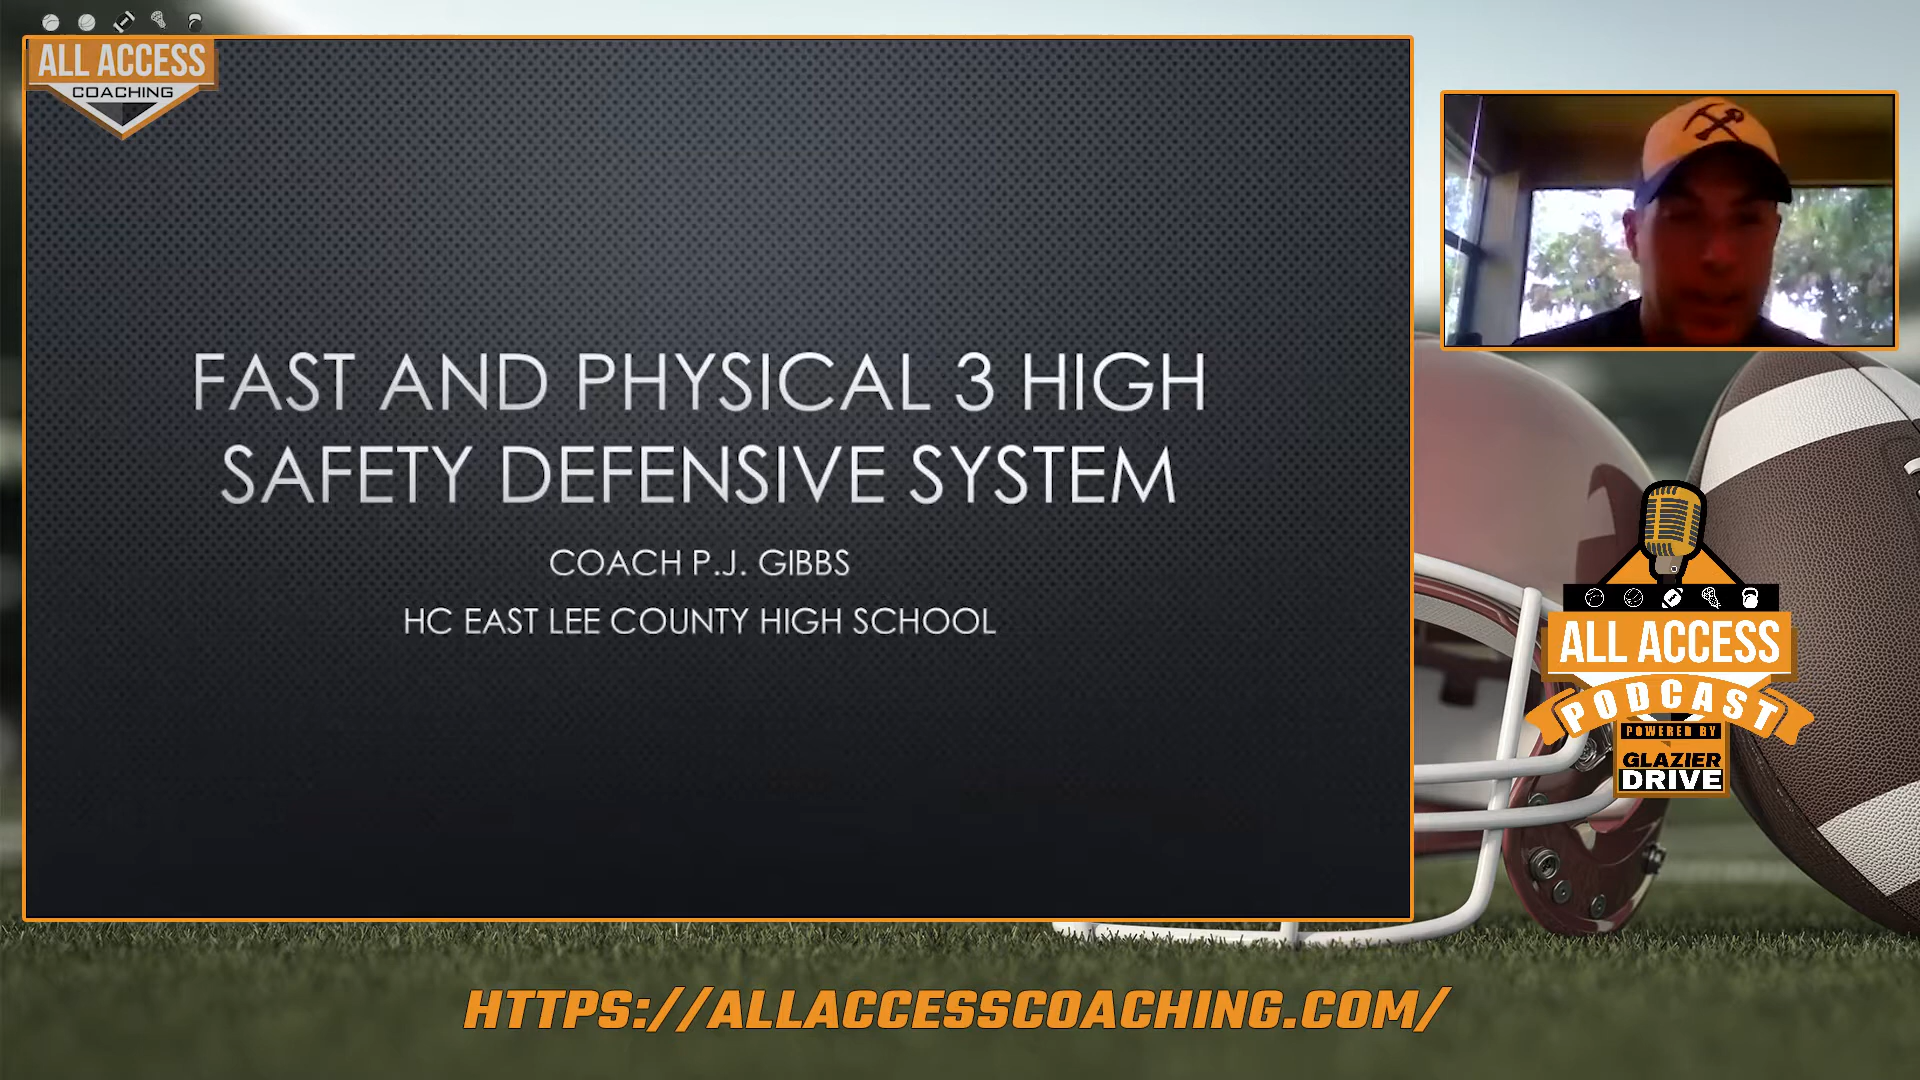 ALL ACCESS
COACHING
FAST AND PHYSICAL 3 HIGH
SAFETY DEFENSIVE SYSTEM
COACH P.J. GIBBS
HC EAST LEE COUNTY HIGH SCHOOL
ALL ACCESS
PODCAST
POWERED BY
GLAZIER
DRIVE
HTTPS://ALLACCESSCOACHING.COM/